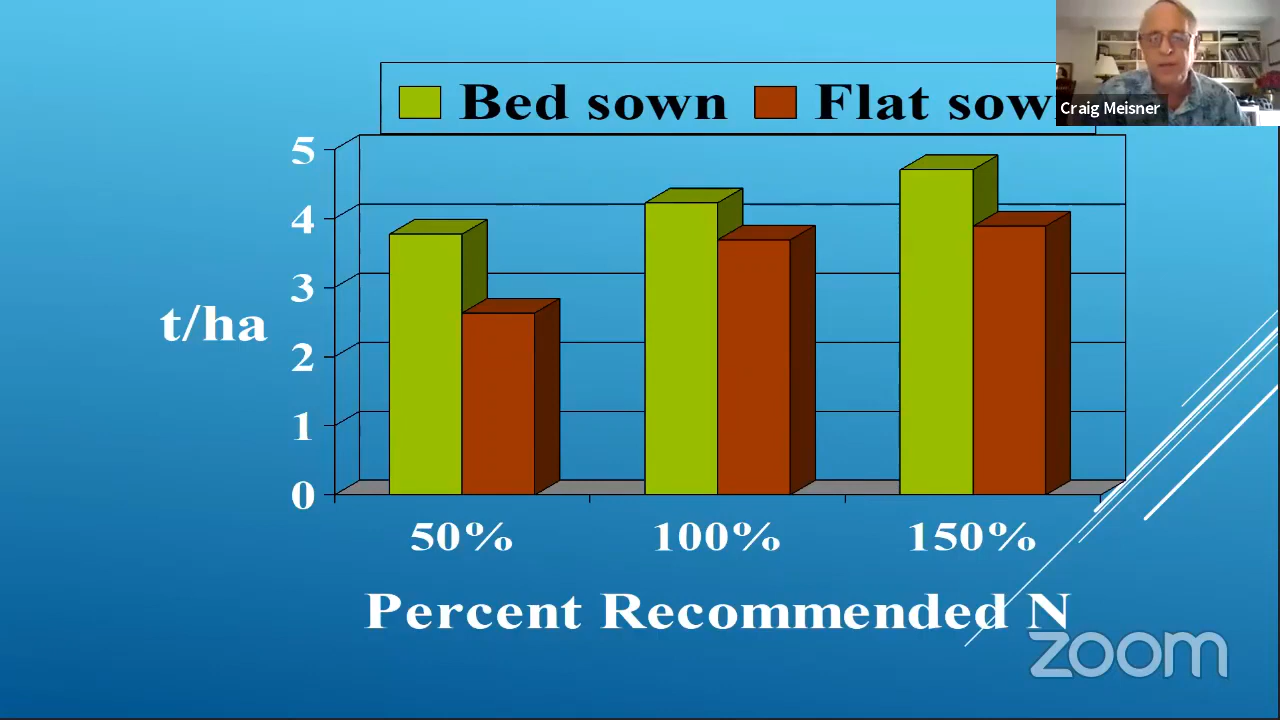 Bed sown Flat sow
Craig Meisner
5
4
3
t/ha
2
1
0
50% 100% 150%
Percent Recommended N
zoom